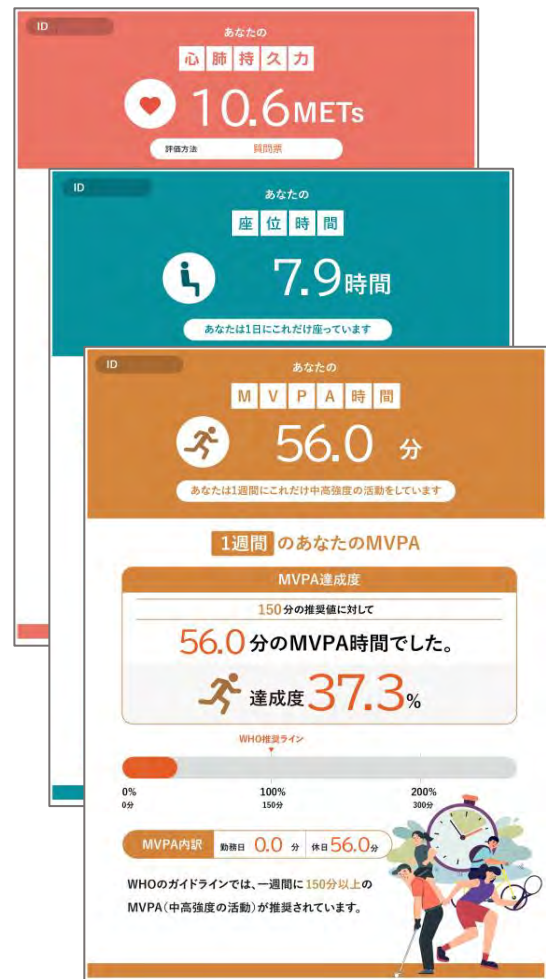 ID
あなたの
心肺持久力
10.6METs
評価方法 質問票
ID
あなたの
座位時間
7.9時間
あなたは1日にこれだけ座っています
ID
あなたの
MVPA時間
56.0 分
あなたは1週間にこれだけ中高強度の活動をしています
1週間 のあなたのMVPA
MVPA達成度
150分の推奨値に対して
56.0分のMVPA時間でした。
達成度37.3%
WHO推奨ライン
0% 100% 200%
0分 150分 300分
MVPA内訳 勤務日 0.0 分 休日 56.0分
WHOのガイドラインでは、一週間に150分以上の
MVPA(中高強度の活動)が推奨されています。